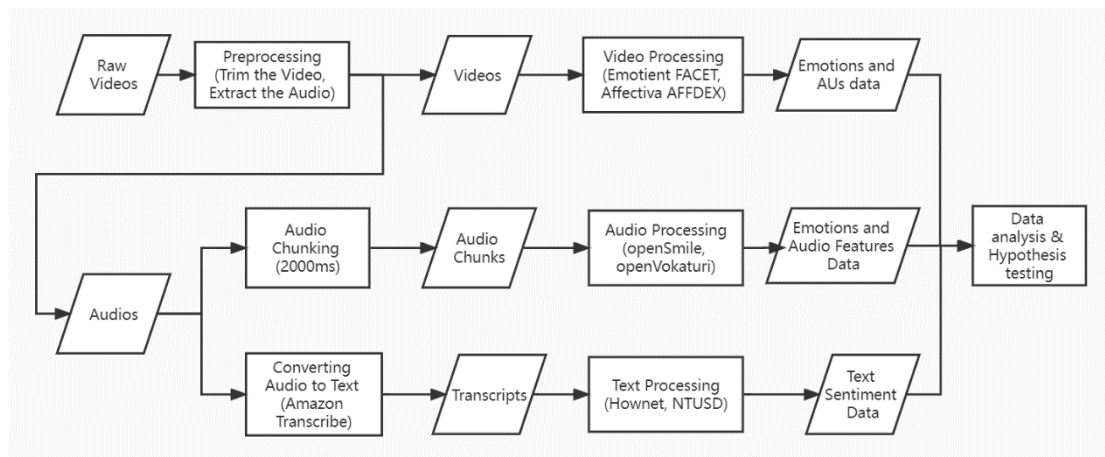 Raw
Videos
Preprocessing
(Trim the Video,
Extract the Audio)
Videos
Video Processing
(Emotient FACET,
Affectiva AFFDEX)
Emotions and
AUs data
Audio
Chunking
(2000ms)
Audio
Chunks
Audio Processing
(openSmile,
openVokaturi)
Emotions and
Audio Features
Data
Data
analysis &
Hypothesis
testing
Audios
Converting
Audio to Text
(Amazon
Transcribe)
Transcripts
Text Processing
(Hownet, NTUSD)
Text
Sentiment
Data